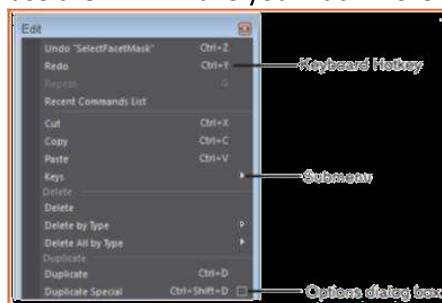 Edit
Undo "SelectFacetMask" Ctrl+Z
Redo Ctrl+Y Keyboard Hotkey
Repeat G
Recent Commands List
Cut Ctrl+X
Copy Ctrl+C
Paste Ctrl+V
Keys Submenu
Delete
Delete
Delete by Type
Delete All by Type
Duplicate
Duplicate Ctrl+D
Duplicate Special Ctrl+Shift+D Options dialog box